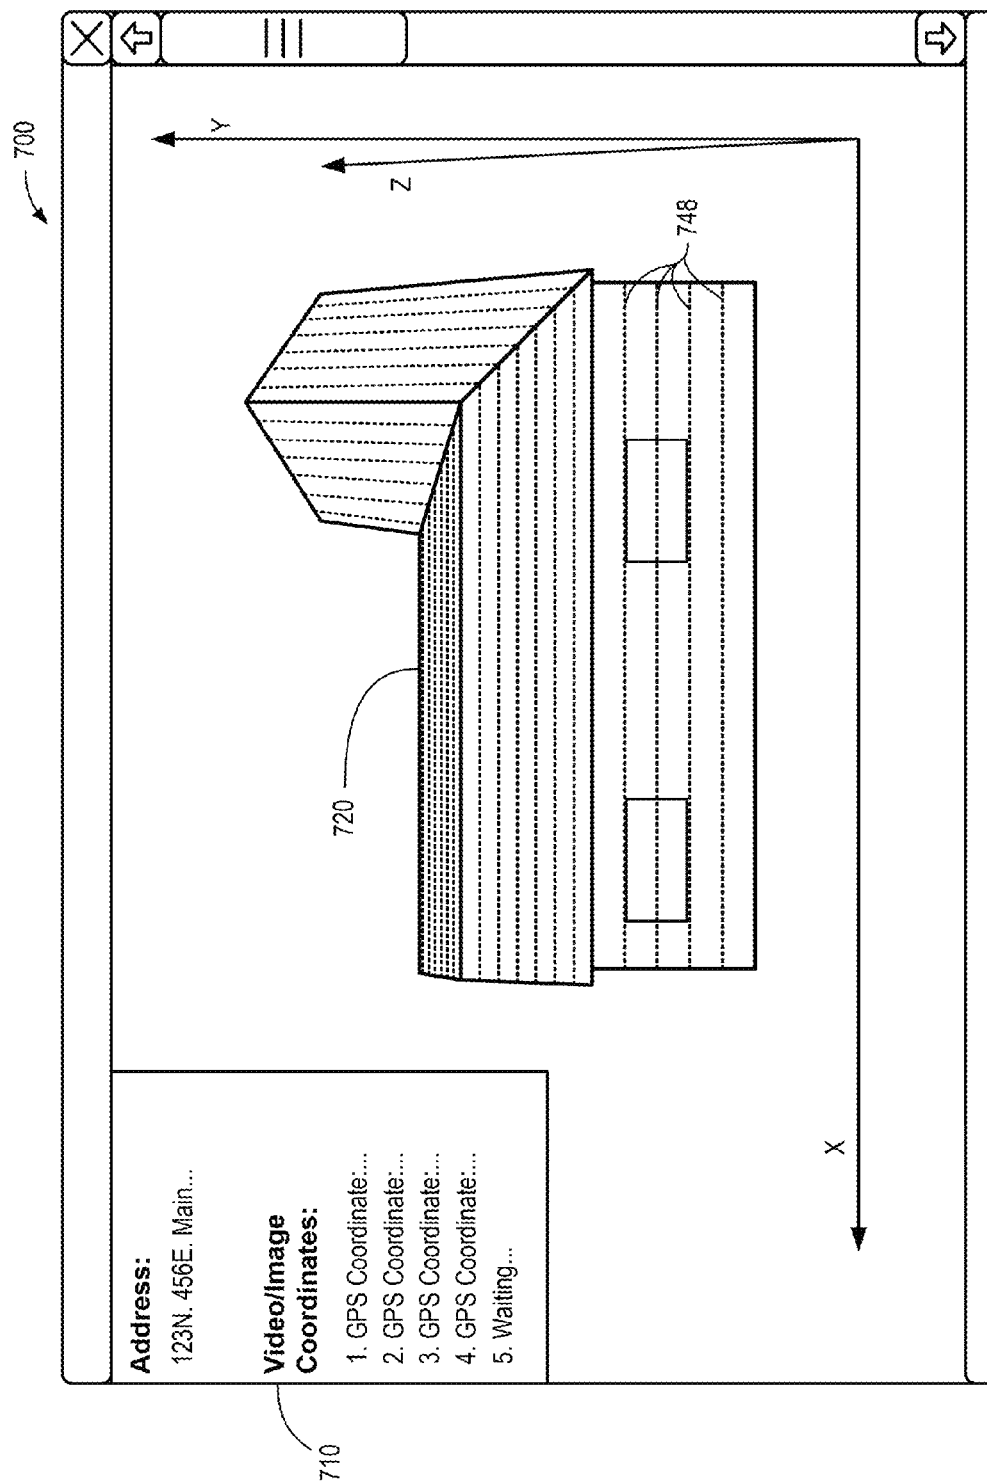 700
Address:
123N. 456E. Main...
Video/Image
Coordinates:
1. GPS Coordinate:...
2. GPS Coordinate:...
3. GPS Coordinate:...
4. GPS Coordinate:...
5. Waiting...
710
720
748
Y
Z
X